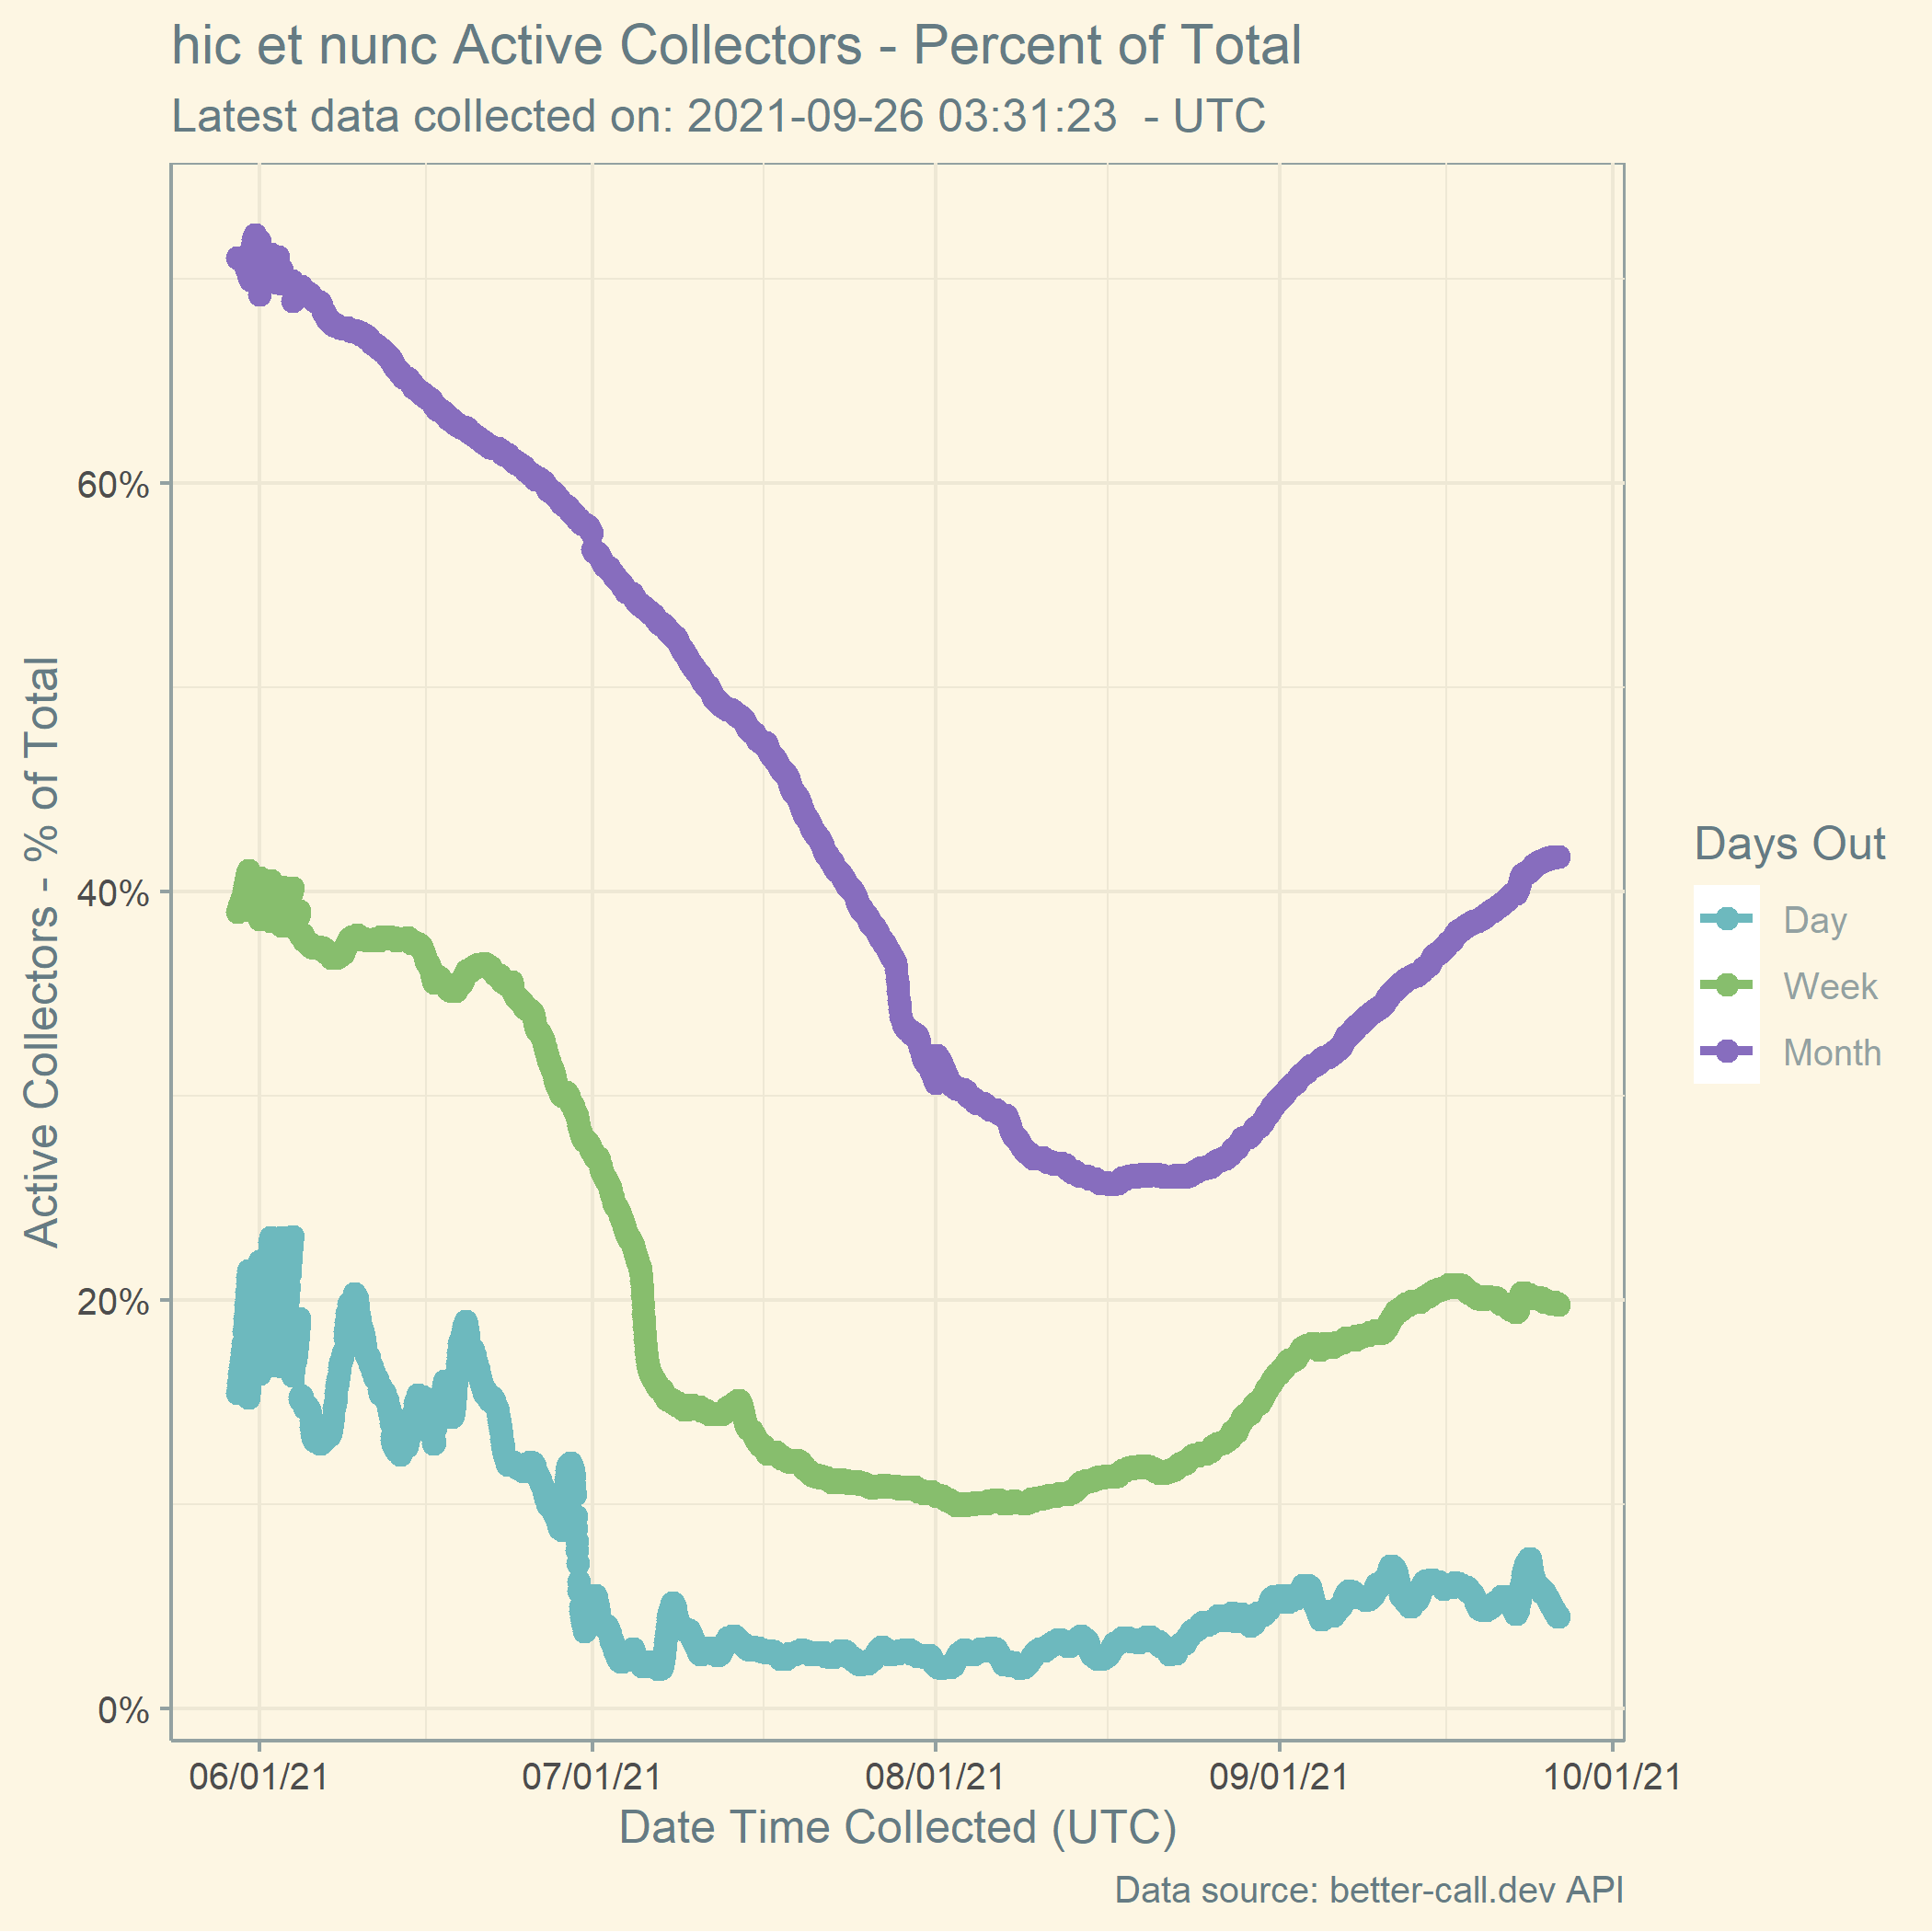 hic et nunc Active Collectors - Percent of Total
Latest data collected on: 2021-09-26 03:31:23  - UTC
Active Collectors - % of Total
60%
40%
20%
0%
06/01/21
07/01/21
08/01/21
09/01/21
10/01/21
Date Time Collected (UTC)
Days Out
Day
Week
Month
Data source: better-call.dev API